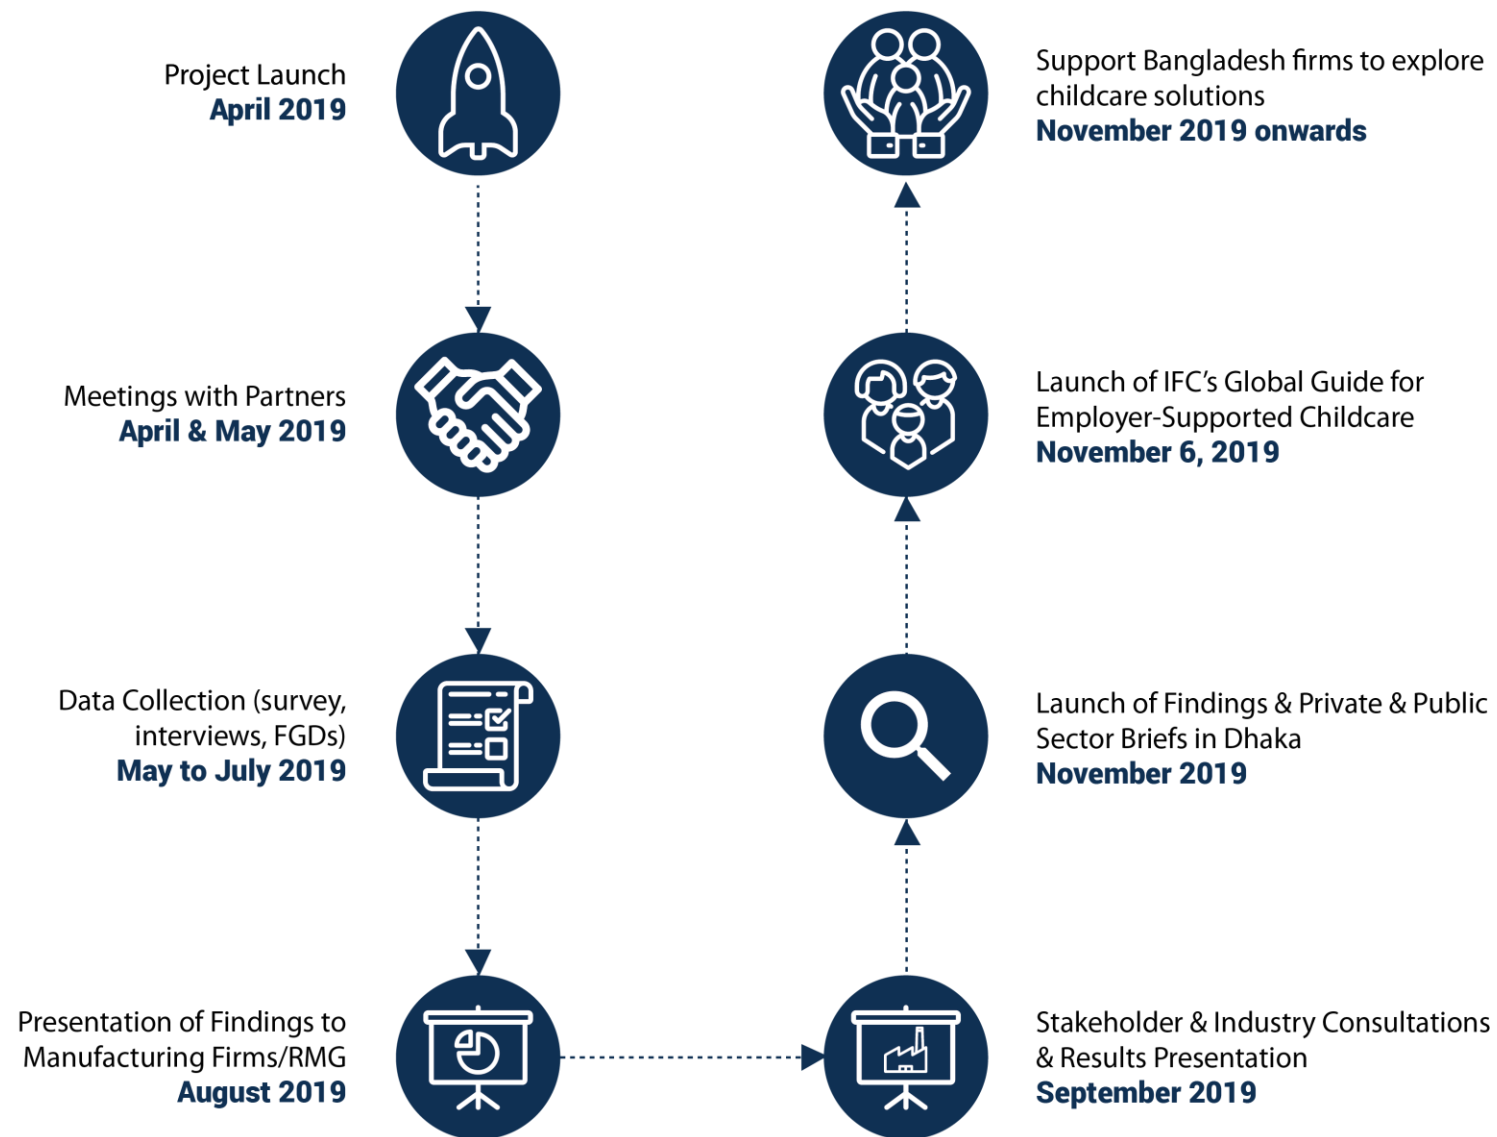 Project Launch
April 2019
Meetings with Partners
April & May 2019
Data Collection (survey,
interviews, FGDs)
May to July 2019
Presentation of Findings to
Manufacturing Firms/RMG
August 2019
Stakeholder & Industry Consultations
& Results Presentation
September 2019
Launch of Findings & Private & Public
Sector Briefs in Dhaka
November 2019
Launch of IFC’s Global Guide for
Employer-Supported Childcare
November 6, 2019
Support Bangladesh firms to explore
childcare solutions
November 2019 onwards